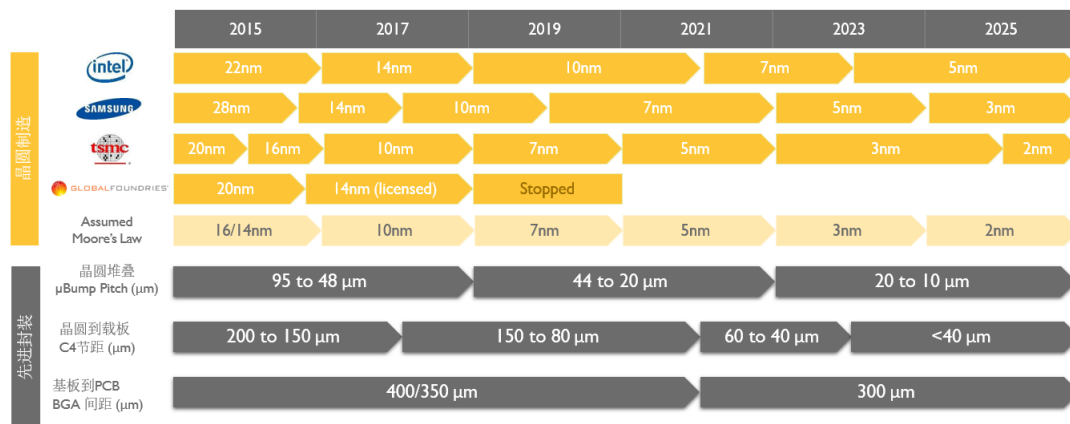 2015 2017 2019 2021 2023 2025
晶圆制造
intel 22nm 14nm 10nm 7nm 5nm
SAMSUNG 28nm 14nm 10nm 7nm 5nm 3nm
tsmc 20nm 16nm 10nm 7nm 5nm 3nm 2nm
GLOBALFOUNDRIES 20nm 14nm (licensed) Stopped
Assumed
Moore's Law 16/14nm 10nm 7nm 5nm 3nm 2nm
先进封装
晶圆堆叠
μBump Pitch (μm) 95 to 48 μm 44 to 20 μm 20 to 10 μm
晶圆到载板
C4节距 (μm) 200 to 150 μm 150 to 80 μm 60 to 40 μm <40 μm
基板到PCB
BGA 间距 (μm) 400/350 μm 300 μm